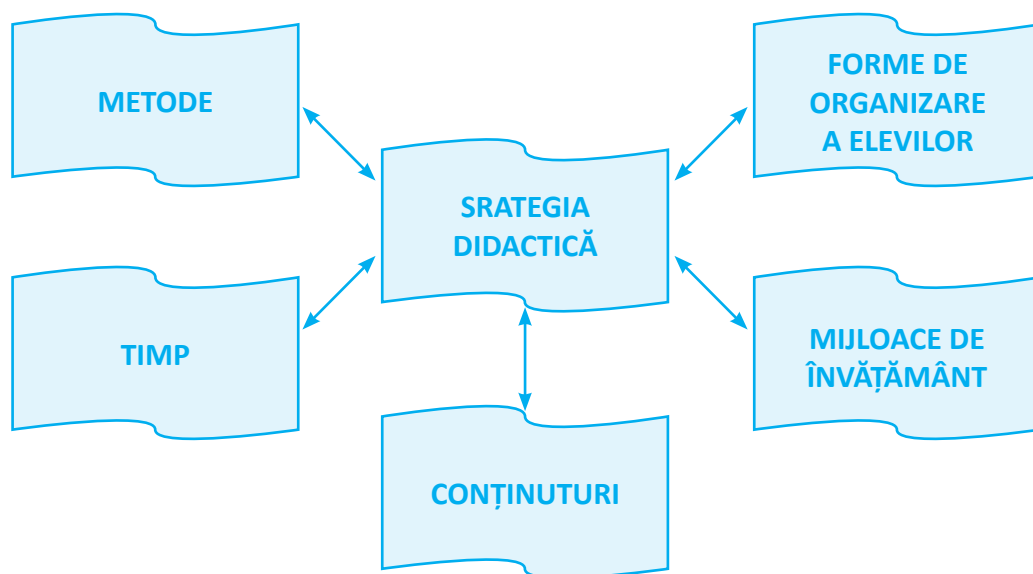 METODE
FORME DE
ORGANIZARE
A ELEVILOR
SRATEGIA
DIDACTICĂ
TIMP
MIJLOACE DE
ÎNVĂȚĂMÂNT
CONȚINUTURI